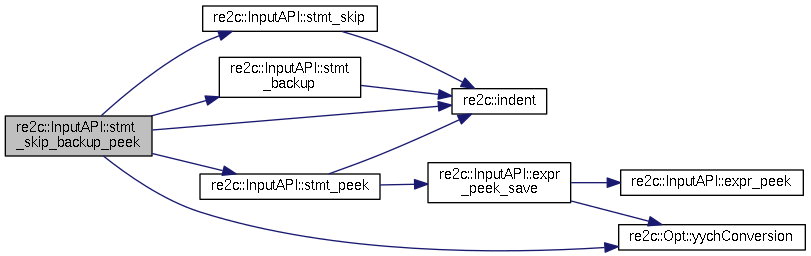 re2c::InputAPI::stmt_skip
re2c::InputAPI::stmt
_backup
re2c::indent
re2c::InputAPI::stmt
_skip_backup_peek
re2c::InputAPI::stmt_peek
re2c::InputAPI::expr
_peek_save
re2c::InputAPI::expr_peek
re2c::Opt::yychConversion